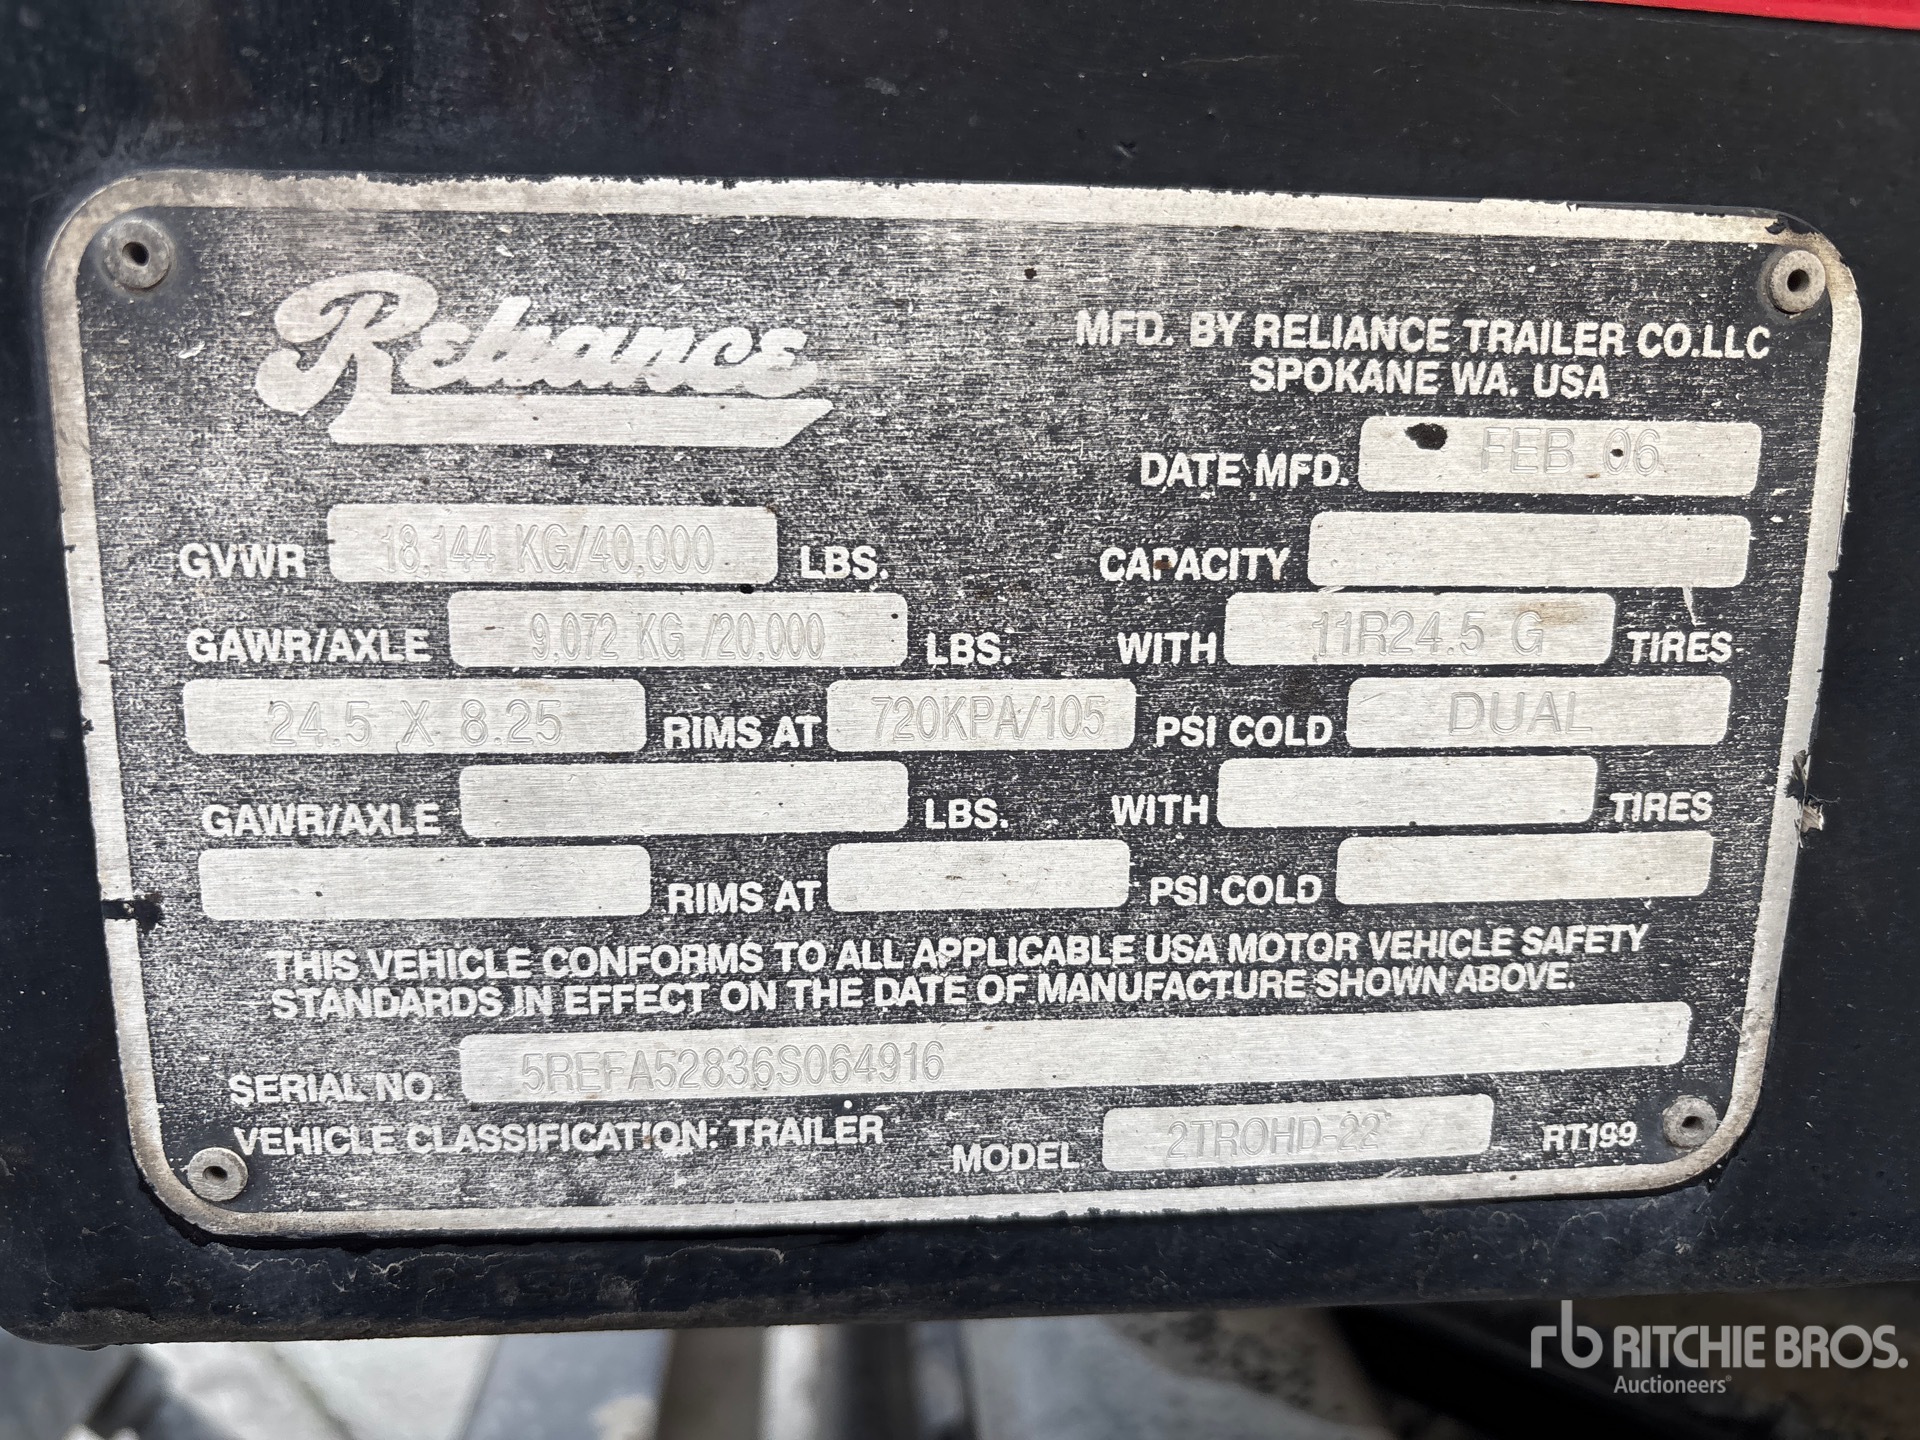 Reliance
MFD. BY RELIANCE TRAILER CO.LLC
SPOKANE WA. USA
DATE MFD. FEB 06
GVWR 18,144 KG/40,000 LBS. CAPACITY
GAWR/AXLE 9,072 KG /20,000 LBS. WITH 11R24.5 G TIRES
24.5 X 8.25 RIMS AT 720KPA/105 PSI COLD DUAL
GAWR/AXLE LBS. WITH TIRES
RIMS AT PSI COLD
THIS VEHICLE CONFORMS TO ALL APPLICABLE USA MOTOR VEHICLE SAFETY
STANDARDS IN EFFECT ON THE DATE OF MANUFACTURE SHOWN ABOVE.
SERIAL NO. 5REFA52836S064916
VEHICLE CLASSIFICATION: TRAILER MODEL 2TROHD-22 RT199
rb RITCHIE BROS.
Auctioneers